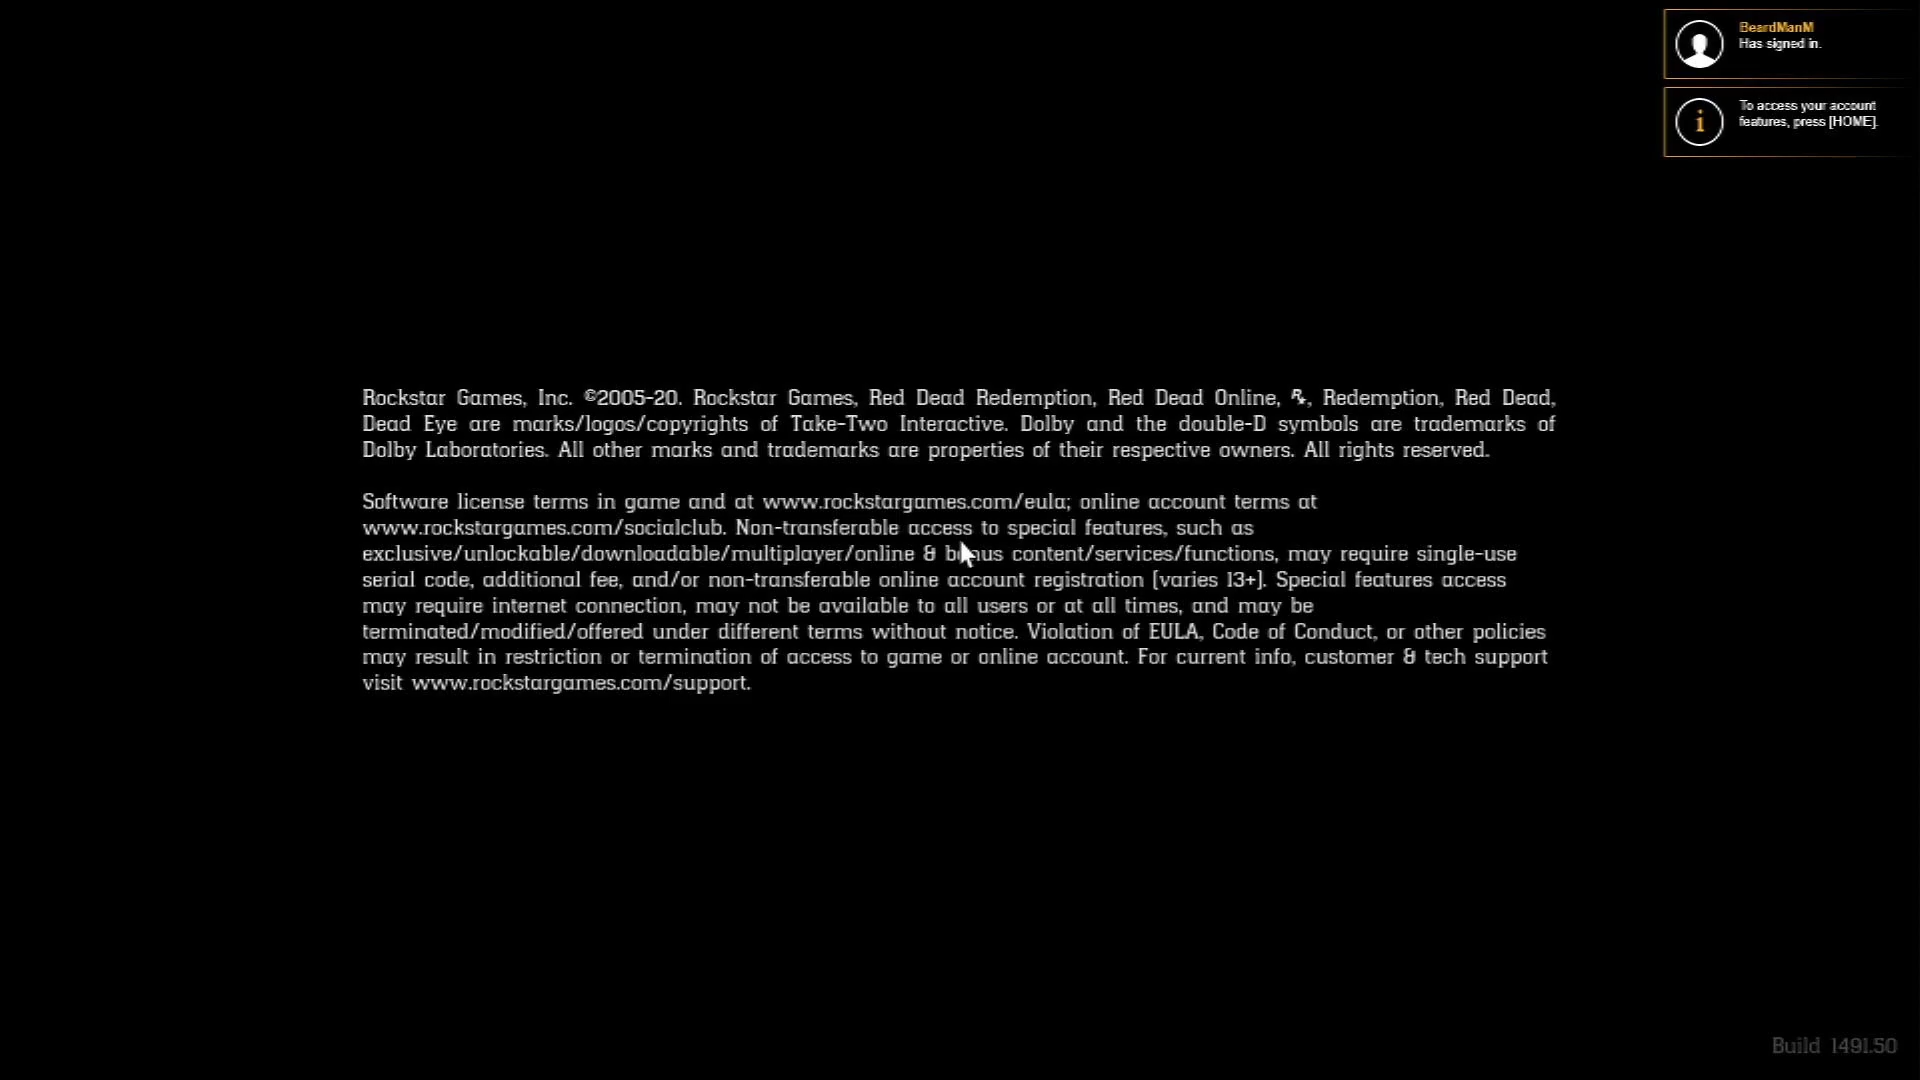 BeardManM
Has signed in.
To access your account
features, press [HOME].
Rockstar Games, Inc. ©2005-20. Rockstar Games, Red Dead Redemption, Red Dead Online, R★, Redemption, Red Dead,
Dead Eye are marks/logos/copyrights of Take-Two Interactive. Dolby and the double-D symbols are trademarks of
Dolby Laboratories. All other marks and trademarks are properties of their respective owners. All rights reserved.
Software license terms in game and at www.rockstargames.com/eula; online account terms at
www.rockstargames.com/socialclub. Non-transferable access to special features, such as
exclusive/unlockable/downloadable/multiplayer/online & bonus content/services/functions, may require single-use
serial code, additional fee, and/or non-transferable online account registration [varies 13+]. Special features access
may require internet connection, may not be available to all users or at all times, and may be
terminated/modified/offered under different terms without notice. Violation of EULA, Code of Conduct, or other policies
may result in restriction or termination of access to game or online account. For current info, customer & tech support
visit www.rockstargames.com/support.
Build 1491.50